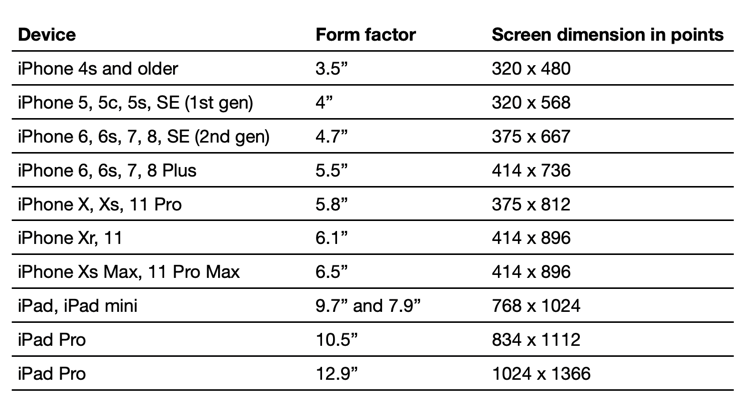 Device Form factor Screen dimension in points
iPhone 4s and older 3.5” 320 x 480
iPhone 5, 5c, 5s, SE (1st gen) 4” 320 x 568
iPhone 6, 6s, 7, 8, SE (2nd gen) 4.7” 375 x 667
iPhone 6, 6s, 7, 8 Plus 5.5” 414 x 736
iPhone X, Xs, 11 Pro 5.8” 375 x 812
iPhone Xr, 11 6.1” 414 x 896
iPhone Xs Max, 11 Pro Max 6.5” 414 x 896
iPad, iPad mini 9.7” and 7.9” 768 x 1024
iPad Pro 10.5” 834 x 1112
iPad Pro 12.9” 1024 x 1366